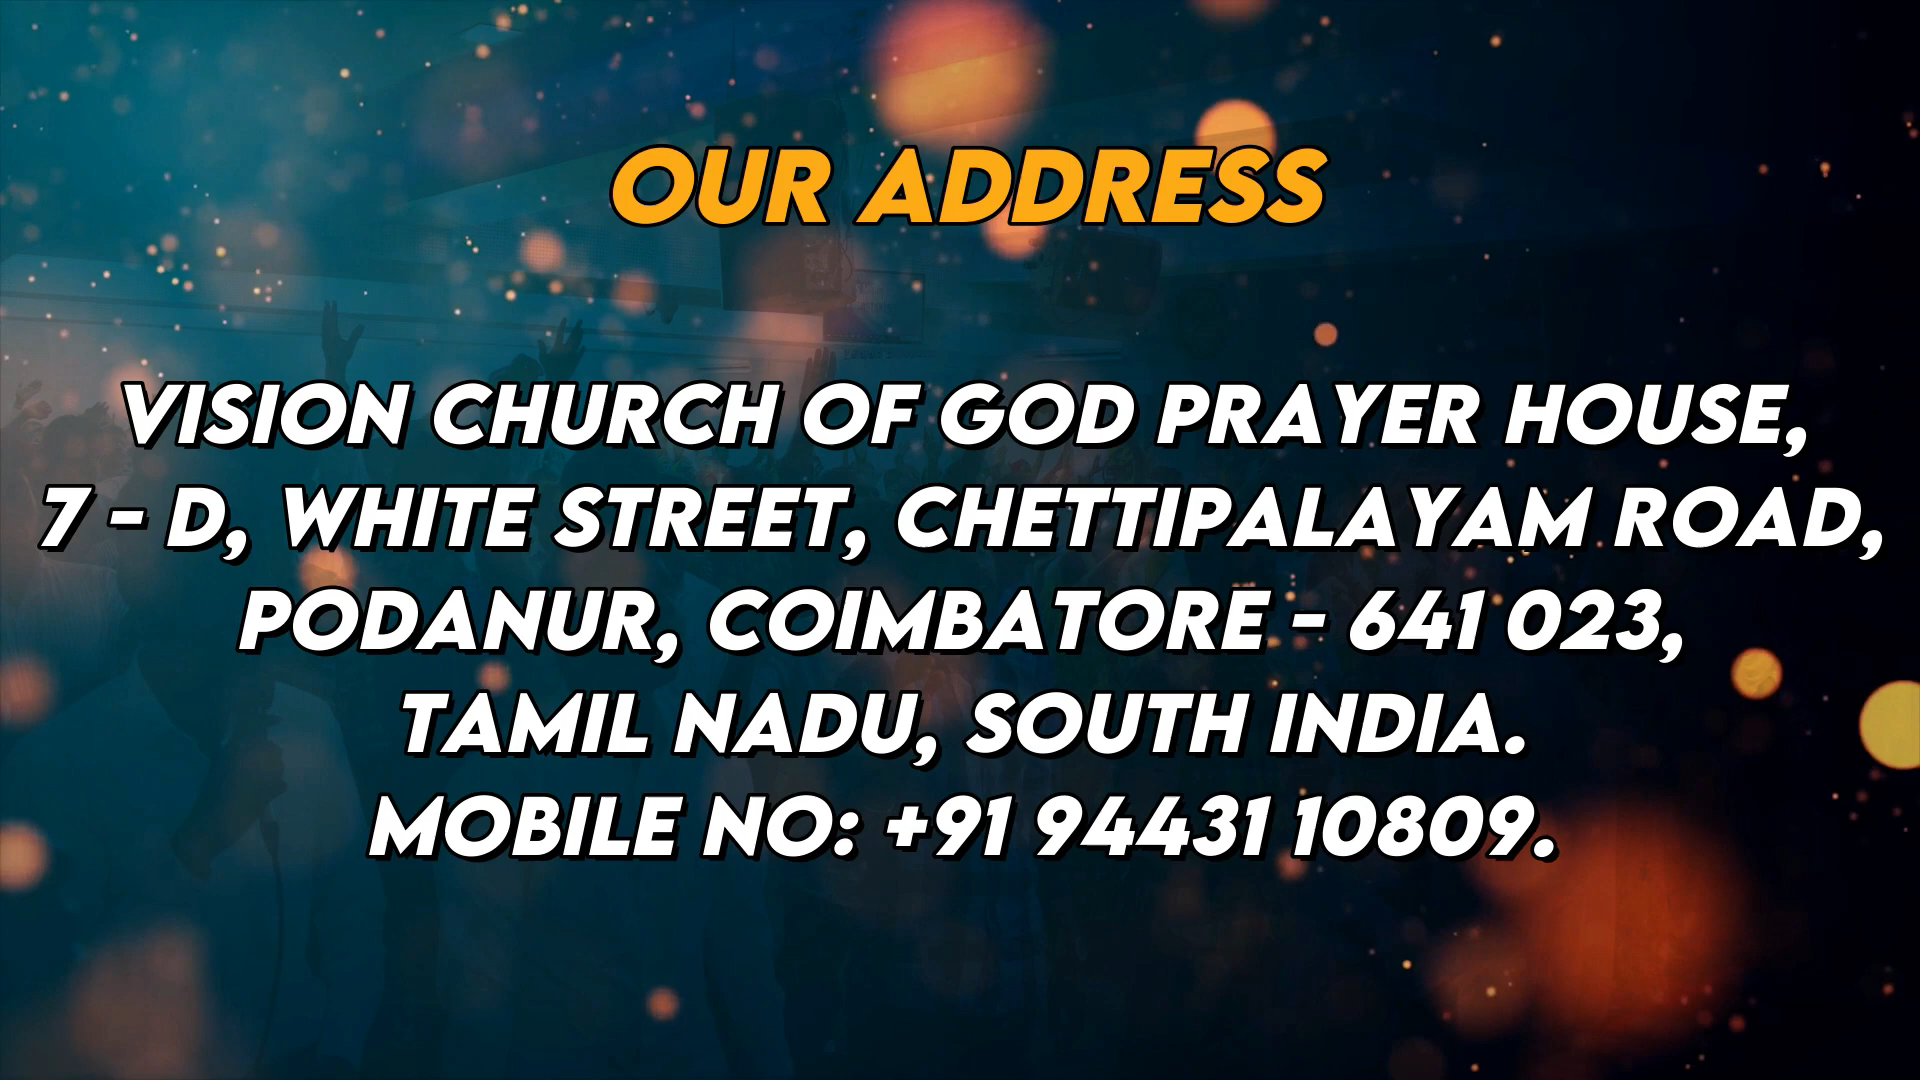 OUR ADDRESS
VISION CHURCH OF GOD PRAYER HOUSE,
7 - D, WHITE STREET, CHETTIPALAYAM ROAD,
PODANUR, COIMBATORE - 641 023,
TAMIL NADU, SOUTH INDIA.
MOBILE NO: +91 94431 10809.